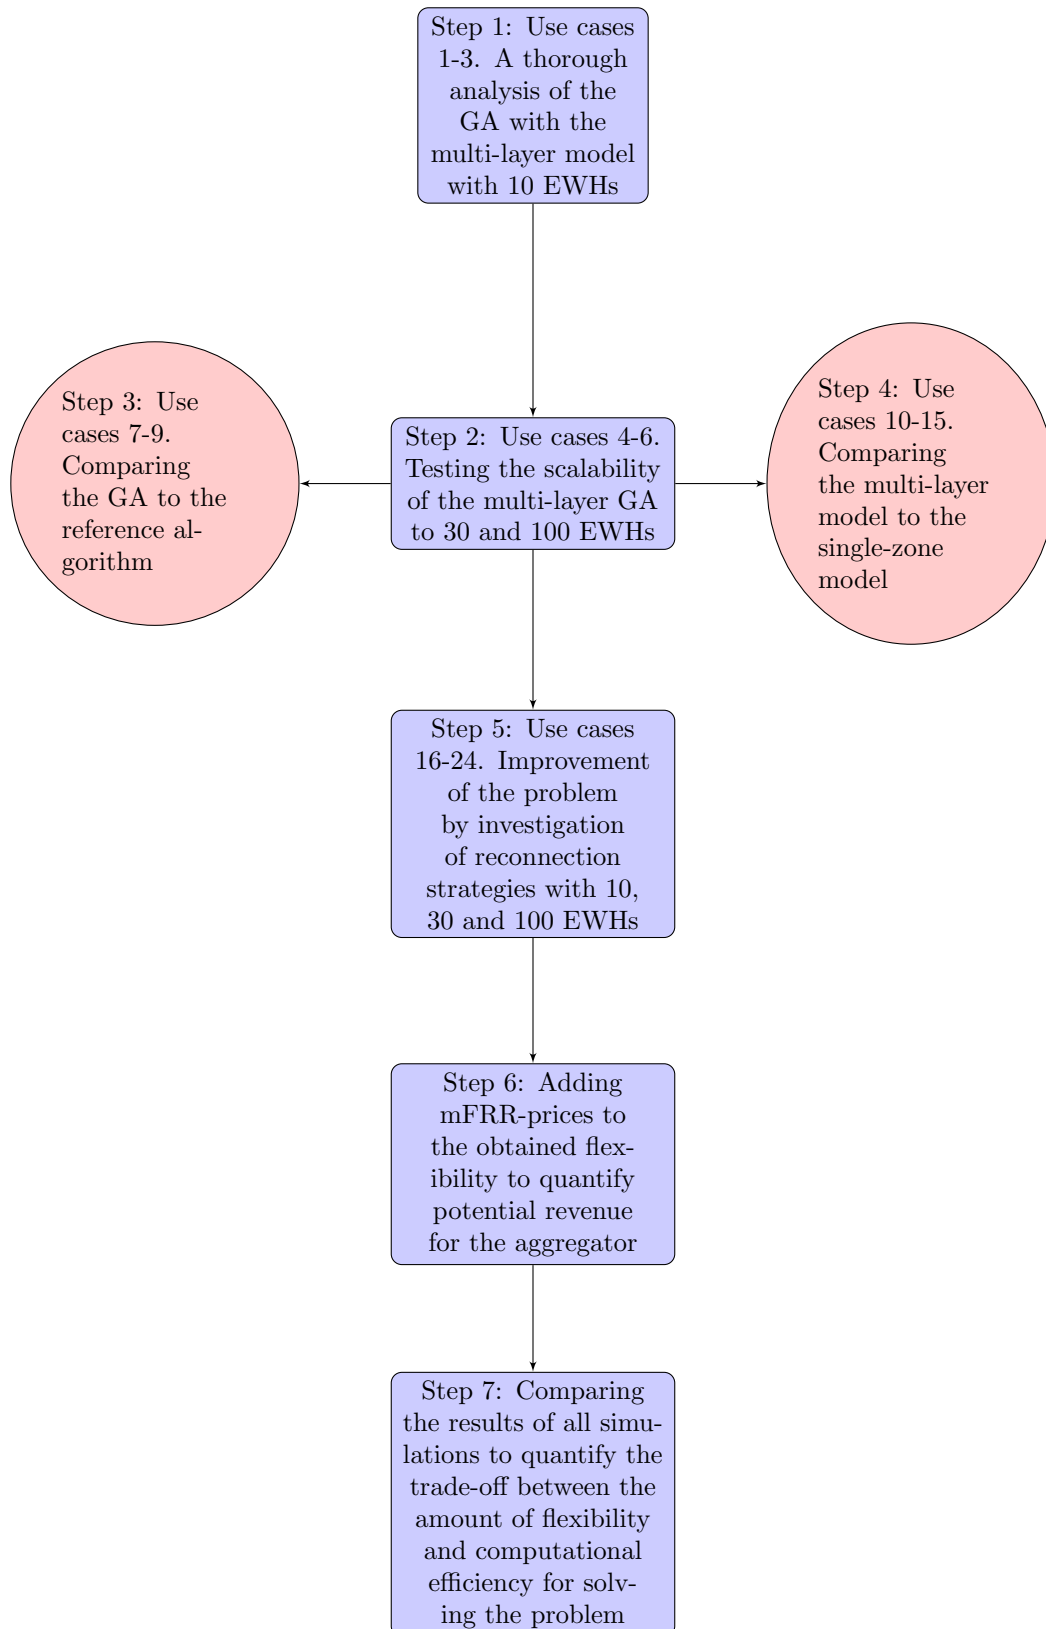 Step 1: Use cases
1-3. A thorough
analysis of the
GA with the
multi-layer model
with 10 EWHs
Step 3: Use
cases 7-9.
Comparing
the GA to the
reference al-
gorithm
Step 2: Use cases 4-6.
Testing the scalability
of the multi-layer GA
to 30 and 100 EWHs
Step 4: Use
cases 10-15.
Comparing
the multi-layer
model to the
single-zone
model
Step 5: Use cases
16-24. Improvement
of the problem
by investigation
of reconnection
strategies with 10,
30 and 100 EWHs
Step 6: Adding
mFRR-prices to
the obtained flex-
ibility to quantify
potential revenue
for the aggregator
Step 7: Comparing
the results of all simu-
lations to quantify the
trade-off between the
amount of flexibility
and computational
efficiency for solv-
ing the problem